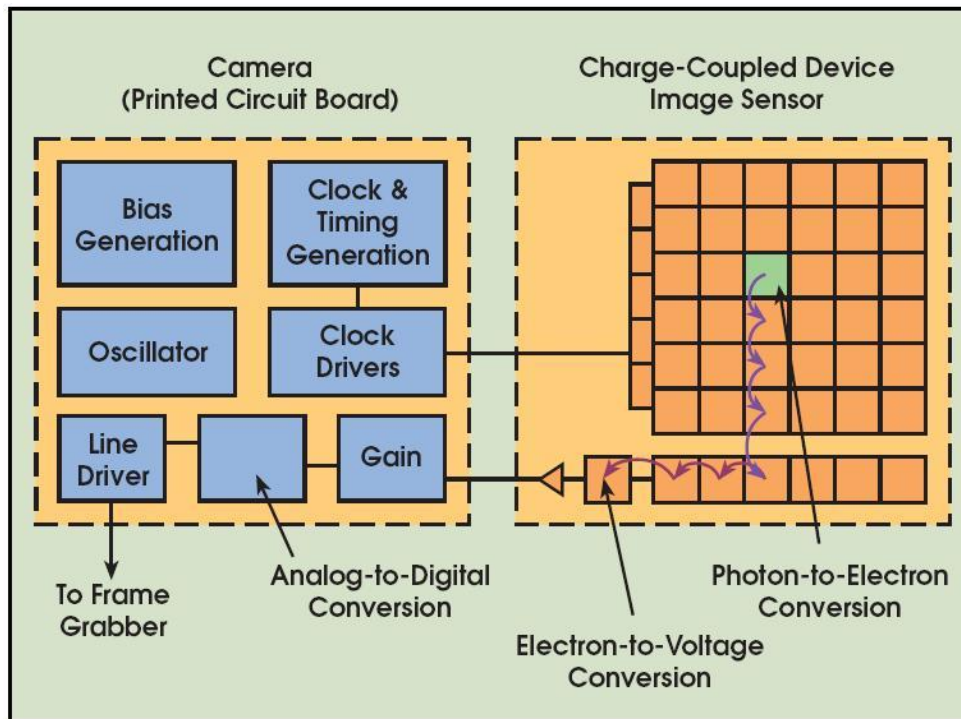 Camera
(Printed Circuit Board)
Charge-Coupled Device
Image Sensor
Bias
Generation
Clock &
Timing
Generation
Oscillator
Clock
Drivers
Line
Driver
Gain
To Frame
Grabber
Analog-to-Digital
Conversion
Electron-to-Voltage
Conversion
Photon-to-Electron
Conversion